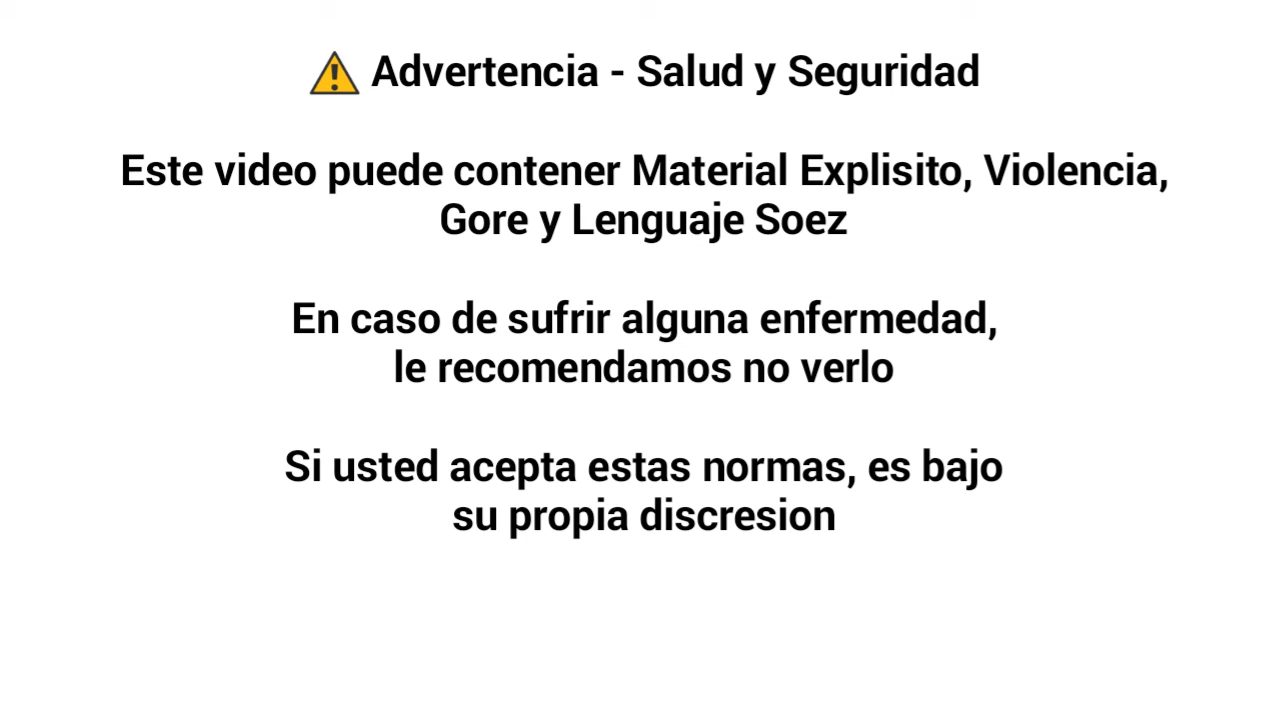 ⚠ Advertencia - Salud y Seguridad
Este video puede contener Material Explisito, Violencia,
Gore y Lenguaje Soez
En caso de sufrir alguna enfermedad,
le recomendamos no verlo
Si usted acepta estas normas, es bajo
su propia discresion